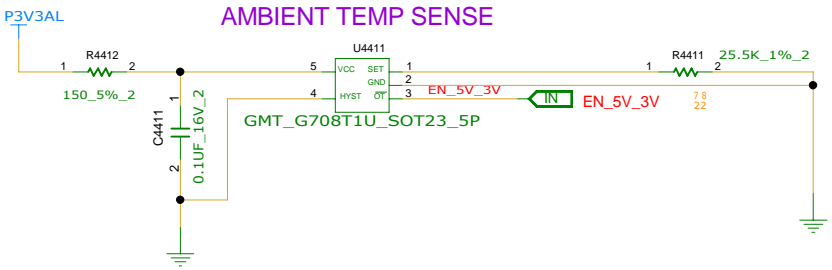 P3V3AL
AMBIENT TEMP SENSE
R4412
1 2
150_5%_2
U4411
5 VCC SET 1
GND 2
4 HYST OT 3
GMT_G708T1U_SOT23_5P
EN_5V_3V
IN
EN_5V_3V
R4411
1 2
25.5K_1%_2
78
22
C4411
1
2
0.1UF_16V_2